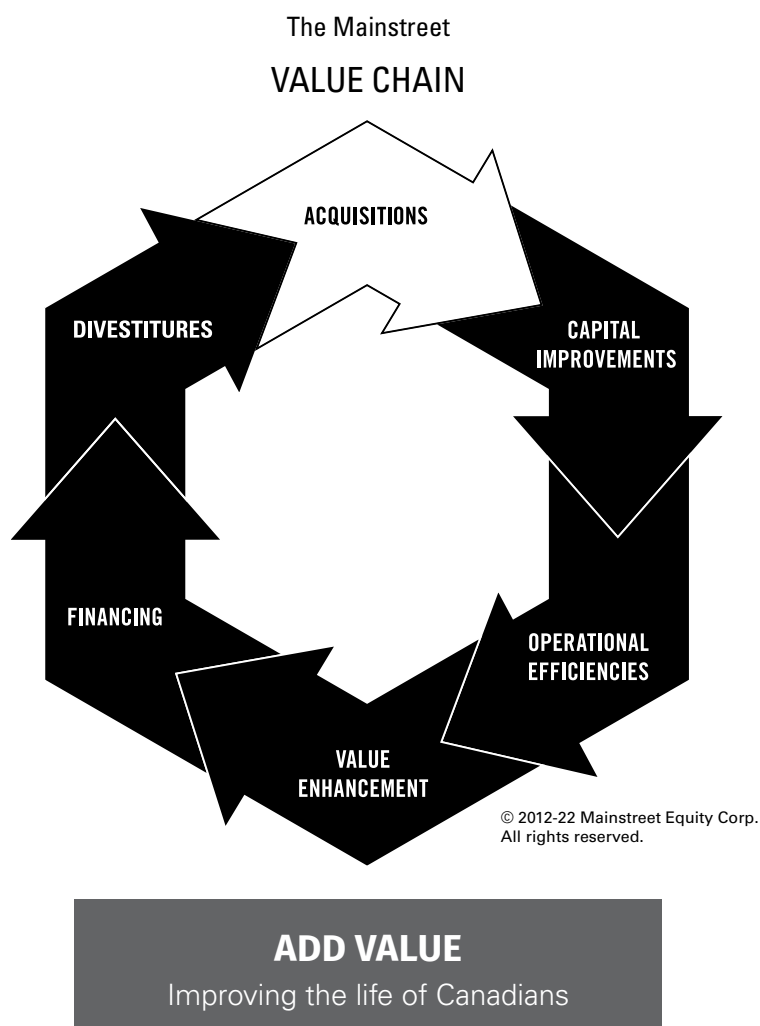 The Mainstreet
VALUE CHAIN
ACQUISITIONS
CAPITAL
IMPROVEMENTS
OPERATIONAL
EFFICIENCIES
VALUE
ENHANCEMENT
FINANCING
DIVESTITURES
© 2012-22 Mainstreet Equity Corp.
All rights reserved.
ADD VALUE
Improving the life of Canadians